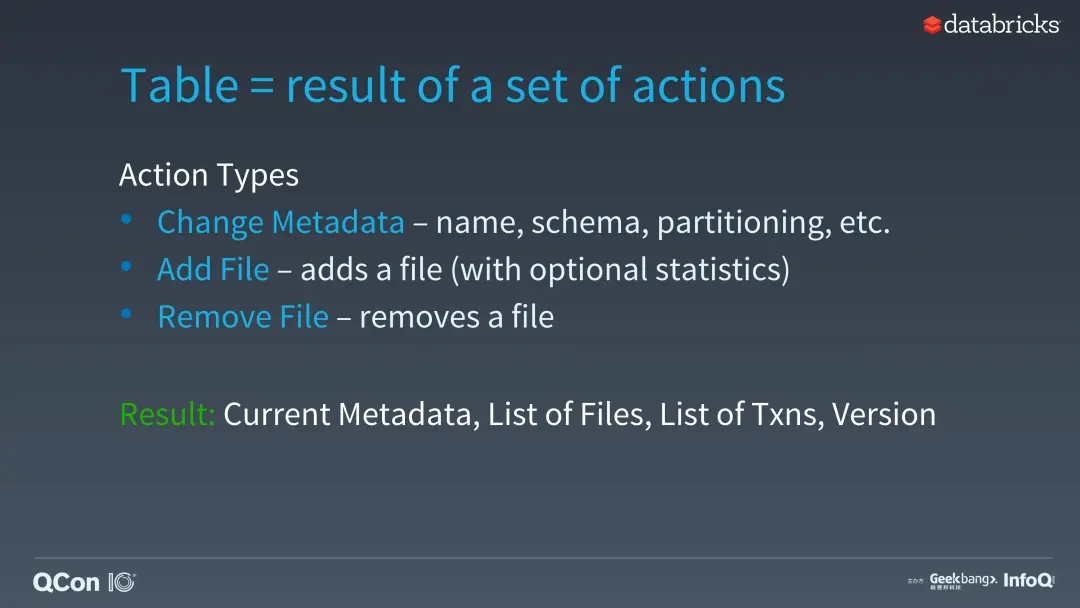 databricks
Table = result of a set of actions
Action Types
• Change Metadata – name, schema, partitioning, etc.
• Add File – adds a file (with optional statistics)
• Remove File – removes a file
Result: Current Metadata, List of Files, List of Txns, Version
QCon 10
主办方 Geekbang>. InfoQ
极客邦科技